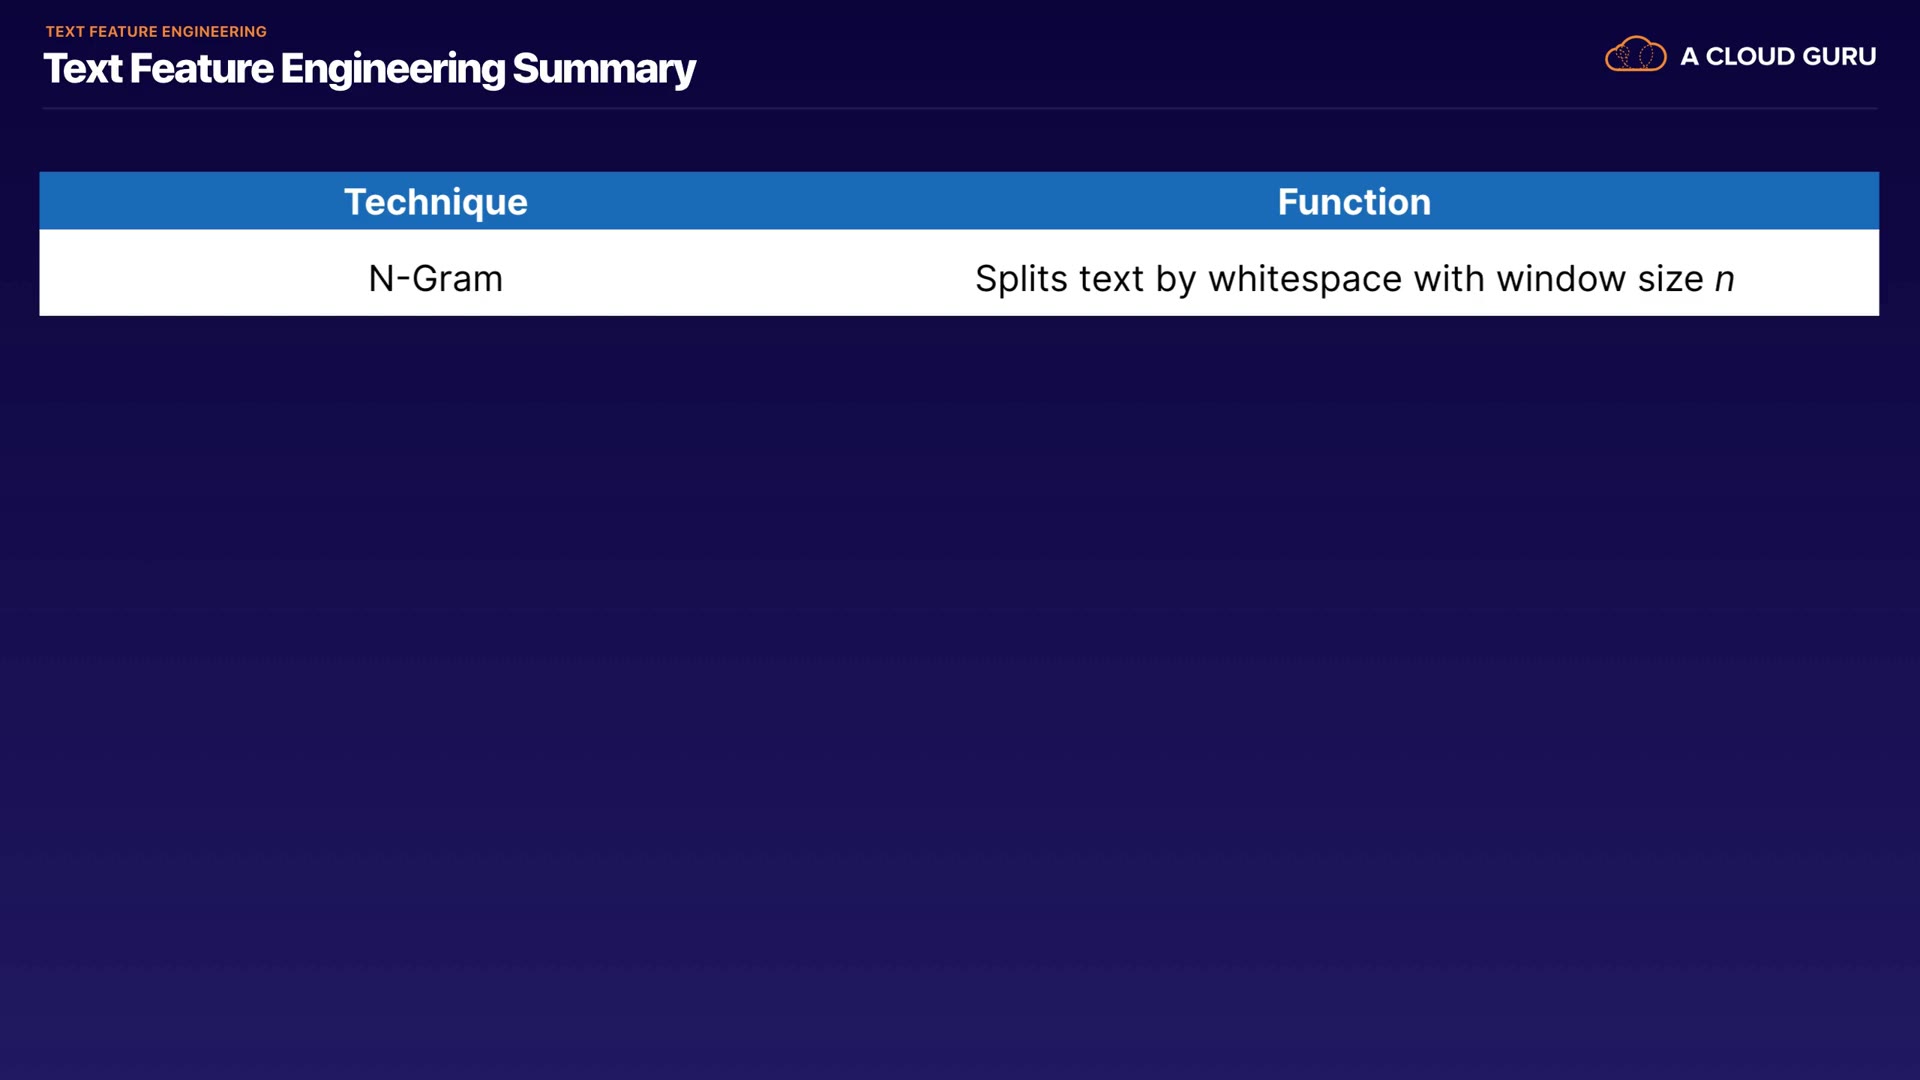 TEXT FEATURE ENGINEERING
Text Feature Engineering Summary
A CLOUD GURU
Technique Function
N-Gram Splits text by whitespace with window size n